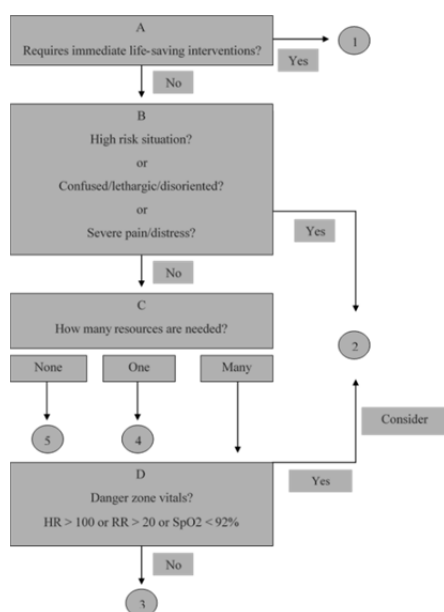 A
Requires immediate life-saving interventions?
1
Yes
No
B
High risk situation?
or
Confused/lethargic/disoriented?
or
Severe pain/distress?
Yes
No
C
How many resources are needed?
2
None
One
Many
Consider
5
4
D
Danger zone vitals?
HR > 100 or RR > 20 or SpO2 < 92%
Yes
No
3